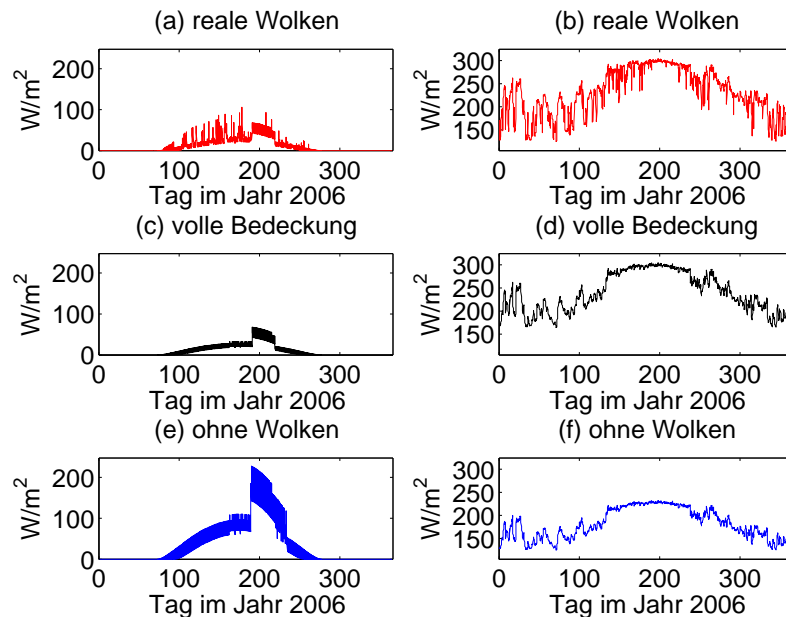 (a) reale Wolken
W/m²
200
100
0
0 100 200 300
Tag im Jahr 2006
(b) reale Wolken
W/m²
300
250
200
150
0 100 200 300
Tag im Jahr 2006
(c) volle Bedeckung
W/m²
200
100
0
0 100 200 300
Tag im Jahr 2006
(d) volle Bedeckung
W/m²
300
250
200
150
0 100 200 300
Tag im Jahr 2006
(e) ohne Wolken
W/m²
200
100
0
0 100 200 300
Tag im Jahr 2006
(f) ohne Wolken
W/m²
300
250
200
150
0 100 200 300
Tag im Jahr 2006